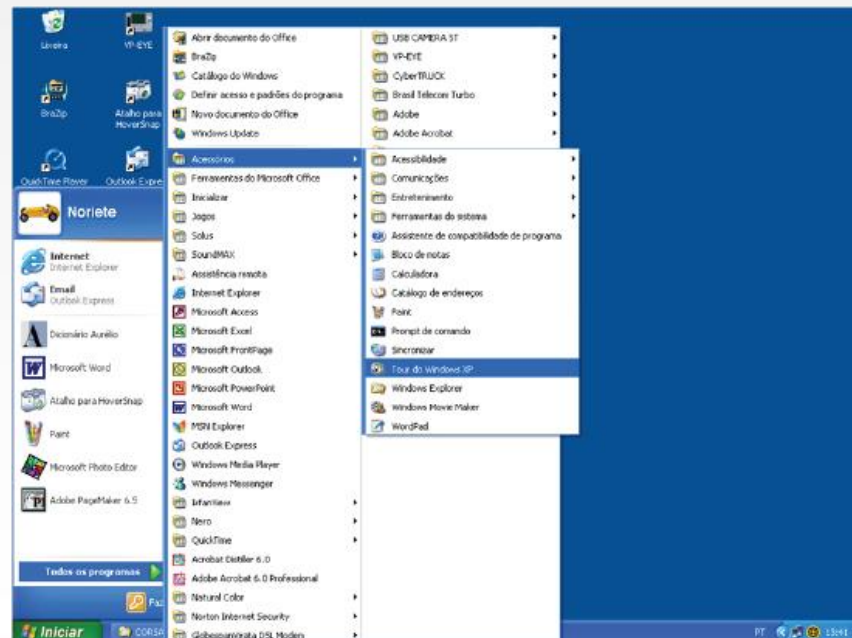 Lixeira
VP-EYE
BraZip
Atalho para
HoverSnap
QuickTime Player
Outlook Expre
Noriete
Internet
Internet Explorer
Email
Outlook Express
Dicionário Aurélio
Microsoft Word
Atalho para HoverSnap
Paint
Microsoft Photo Editor
Adobe PageMaker 6.5
Todos os programas
Faz
Iniciar
CORSA
Abrir documento do Office
BraZip
Catálogo do Windows
Definir acesso e padrões do programa
Novo documento do Office
Windows Update
Acessórios
Ferramentas do Microsoft Office
Inicializar
Jogos
Solus
SoundMAX
Assistência remota
Internet Explorer
Microsoft Access
Microsoft Excel
Microsoft FrontPage
Microsoft Outlook
Microsoft PowerPoint
Microsoft Word
MSN Explorer
Outlook Express
Windows Media Player
Windows Messenger
IrfanView
Nero
QuickTime
Acrobat Distiller 6.0
Adobe Acrobat 6.0 Professional
Natural Color
Norton Internet Security
Globespanvirata DSL Modem
USB CAMERA ST
VP-EYE
CyberTRUCK
Brasil Telecom Turbo
Adobe
Adobe Acrobat
Acessibilidade
Comunicações
Entretenimento
Ferramentas do sistema
Assistente de compatibilidade de programa
Bloco de notas
Calculadora
Catálogo de endereços
Paint
Prompt de comando
Sincronizar
Tour do Windows XP
Windows Explorer
Windows Movie Maker
WordPad
PT